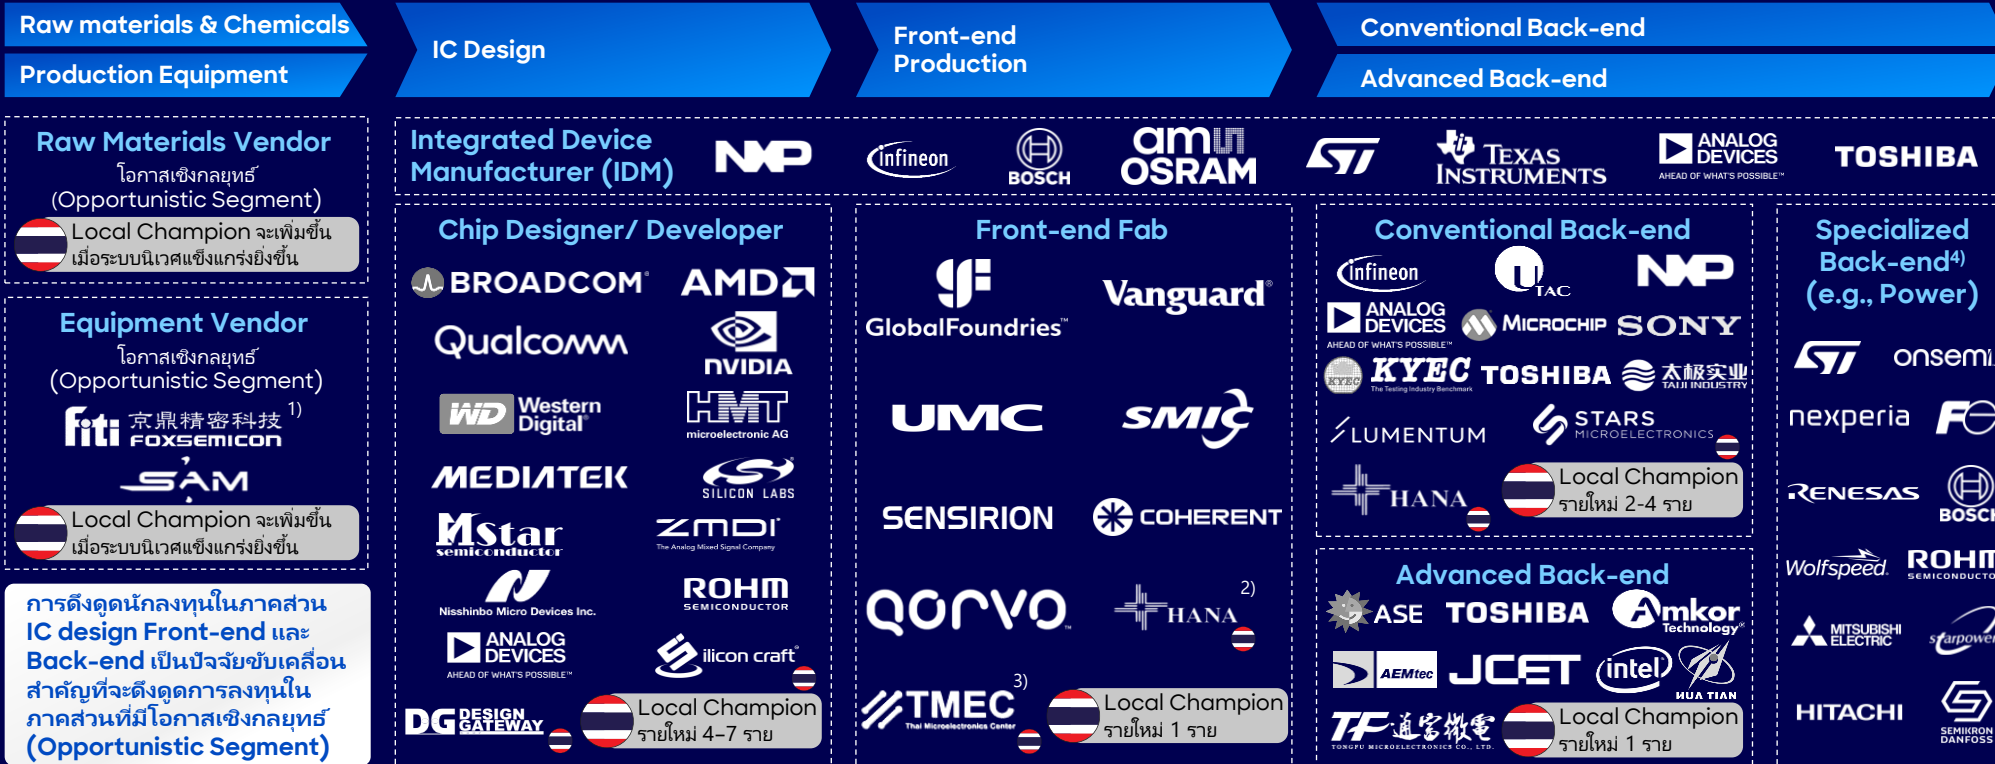 Raw materials & Chemicals
Production Equipment
IC Design
Front-end
Production
Conventional Back-end
Advanced Back-end
Raw Materials Vendor
โอกาสเชิงกลยุทธ์
(Opportunistic Segment)
Local Champion จะเพิ่มขึ้น
เมื่อระบบนิเวศแข็งแกร่งยิ่งขึ้น
Equipment Vendor
โอกาสเชิงกลยุทธ์
(Opportunistic Segment)
fiti 京鼎精密科技 1)
FOXSEMICON
SAM
Local Champion จะเพิ่มขึ้น
เมื่อระบบนิเวศแข็งแกร่งยิ่งขึ้น
การดึงดูดนักลงทุนในภาคส่วน
IC design Front-end และ
Back-end เป็นปัจจัยขับเคลื่อน
สำคัญที่จะดึงดูดการลงทุนใน
ภาคส่วนที่มีโอกาสเชิงกลยุทธ์
(Opportunistic Segment)
Integrated Device
Manufacturer (IDM)
NXP
infineon
BOSCH
am
OSRAM
ST
TEXAS
INSTRUMENTS
ANALOG
DEVICES
AHEAD OF WHAT'S POSSIBLE™
TOSHIBA
Chip Designer/ Developer
BROADCOM®
AMD
Qualcomm
NVIDIA
WD Western
Digital®
HMT
microelectronic AG
MEDIATEK
SILICON LABS
MStar
semiconductor
ZMDI
The Analog Mixed Signal Company
Nisshinbo Micro Devices Inc.
ROHM
SEMICONDUCTOR
ANALOG
DEVICES
AHEAD OF WHAT'S POSSIBLE™
Silicon craft
DG DESIGN
GATEWAY
Local Champion
รายใหม่ 4–7 ราย
Front-end Fab
GF
GlobalFoundries™
Vanguard®
UMC
SMIC
SENSIRION
COHERENT
QORVO™
HANA 2)
TMEC 3)
Thai Microelectronics Center
Local Champion
รายใหม่ 1 ราย
Conventional Back-end
infineon
UTAC
NXP
ANALOG
DEVICES
AHEAD OF WHAT'S POSSIBLE™
MICROCHIP
SONY
KYEC KYEC
The Testing Industry Benchmark
TOSHIBA
太极实业
TAIJI INDUSTRY
LUMENTUM
STARS
MICROELECTRONICS
HANA
Local Champion
รายใหม่ 2-4 ราย
Advanced Back-end
ASE
TOSHIBA
Amkor
Technology®
AEMtec
JCET
intel
HUA TIAN
TF 通富微電
TONGFU MICROELECTRONICS CO., LTD.
Local Champion
รายใหม่ 1 ราย
Specialized
Back-end4)
(e.g., Power)
ST
onsemi
nexperia
RENESAS
BOSCH
Wolfspeed.
ROHM
SEMICONDUCTOR
MITSUBISHI
ELECTRIC
starpower
HITACHI
SEMIKRON
DANFOSS